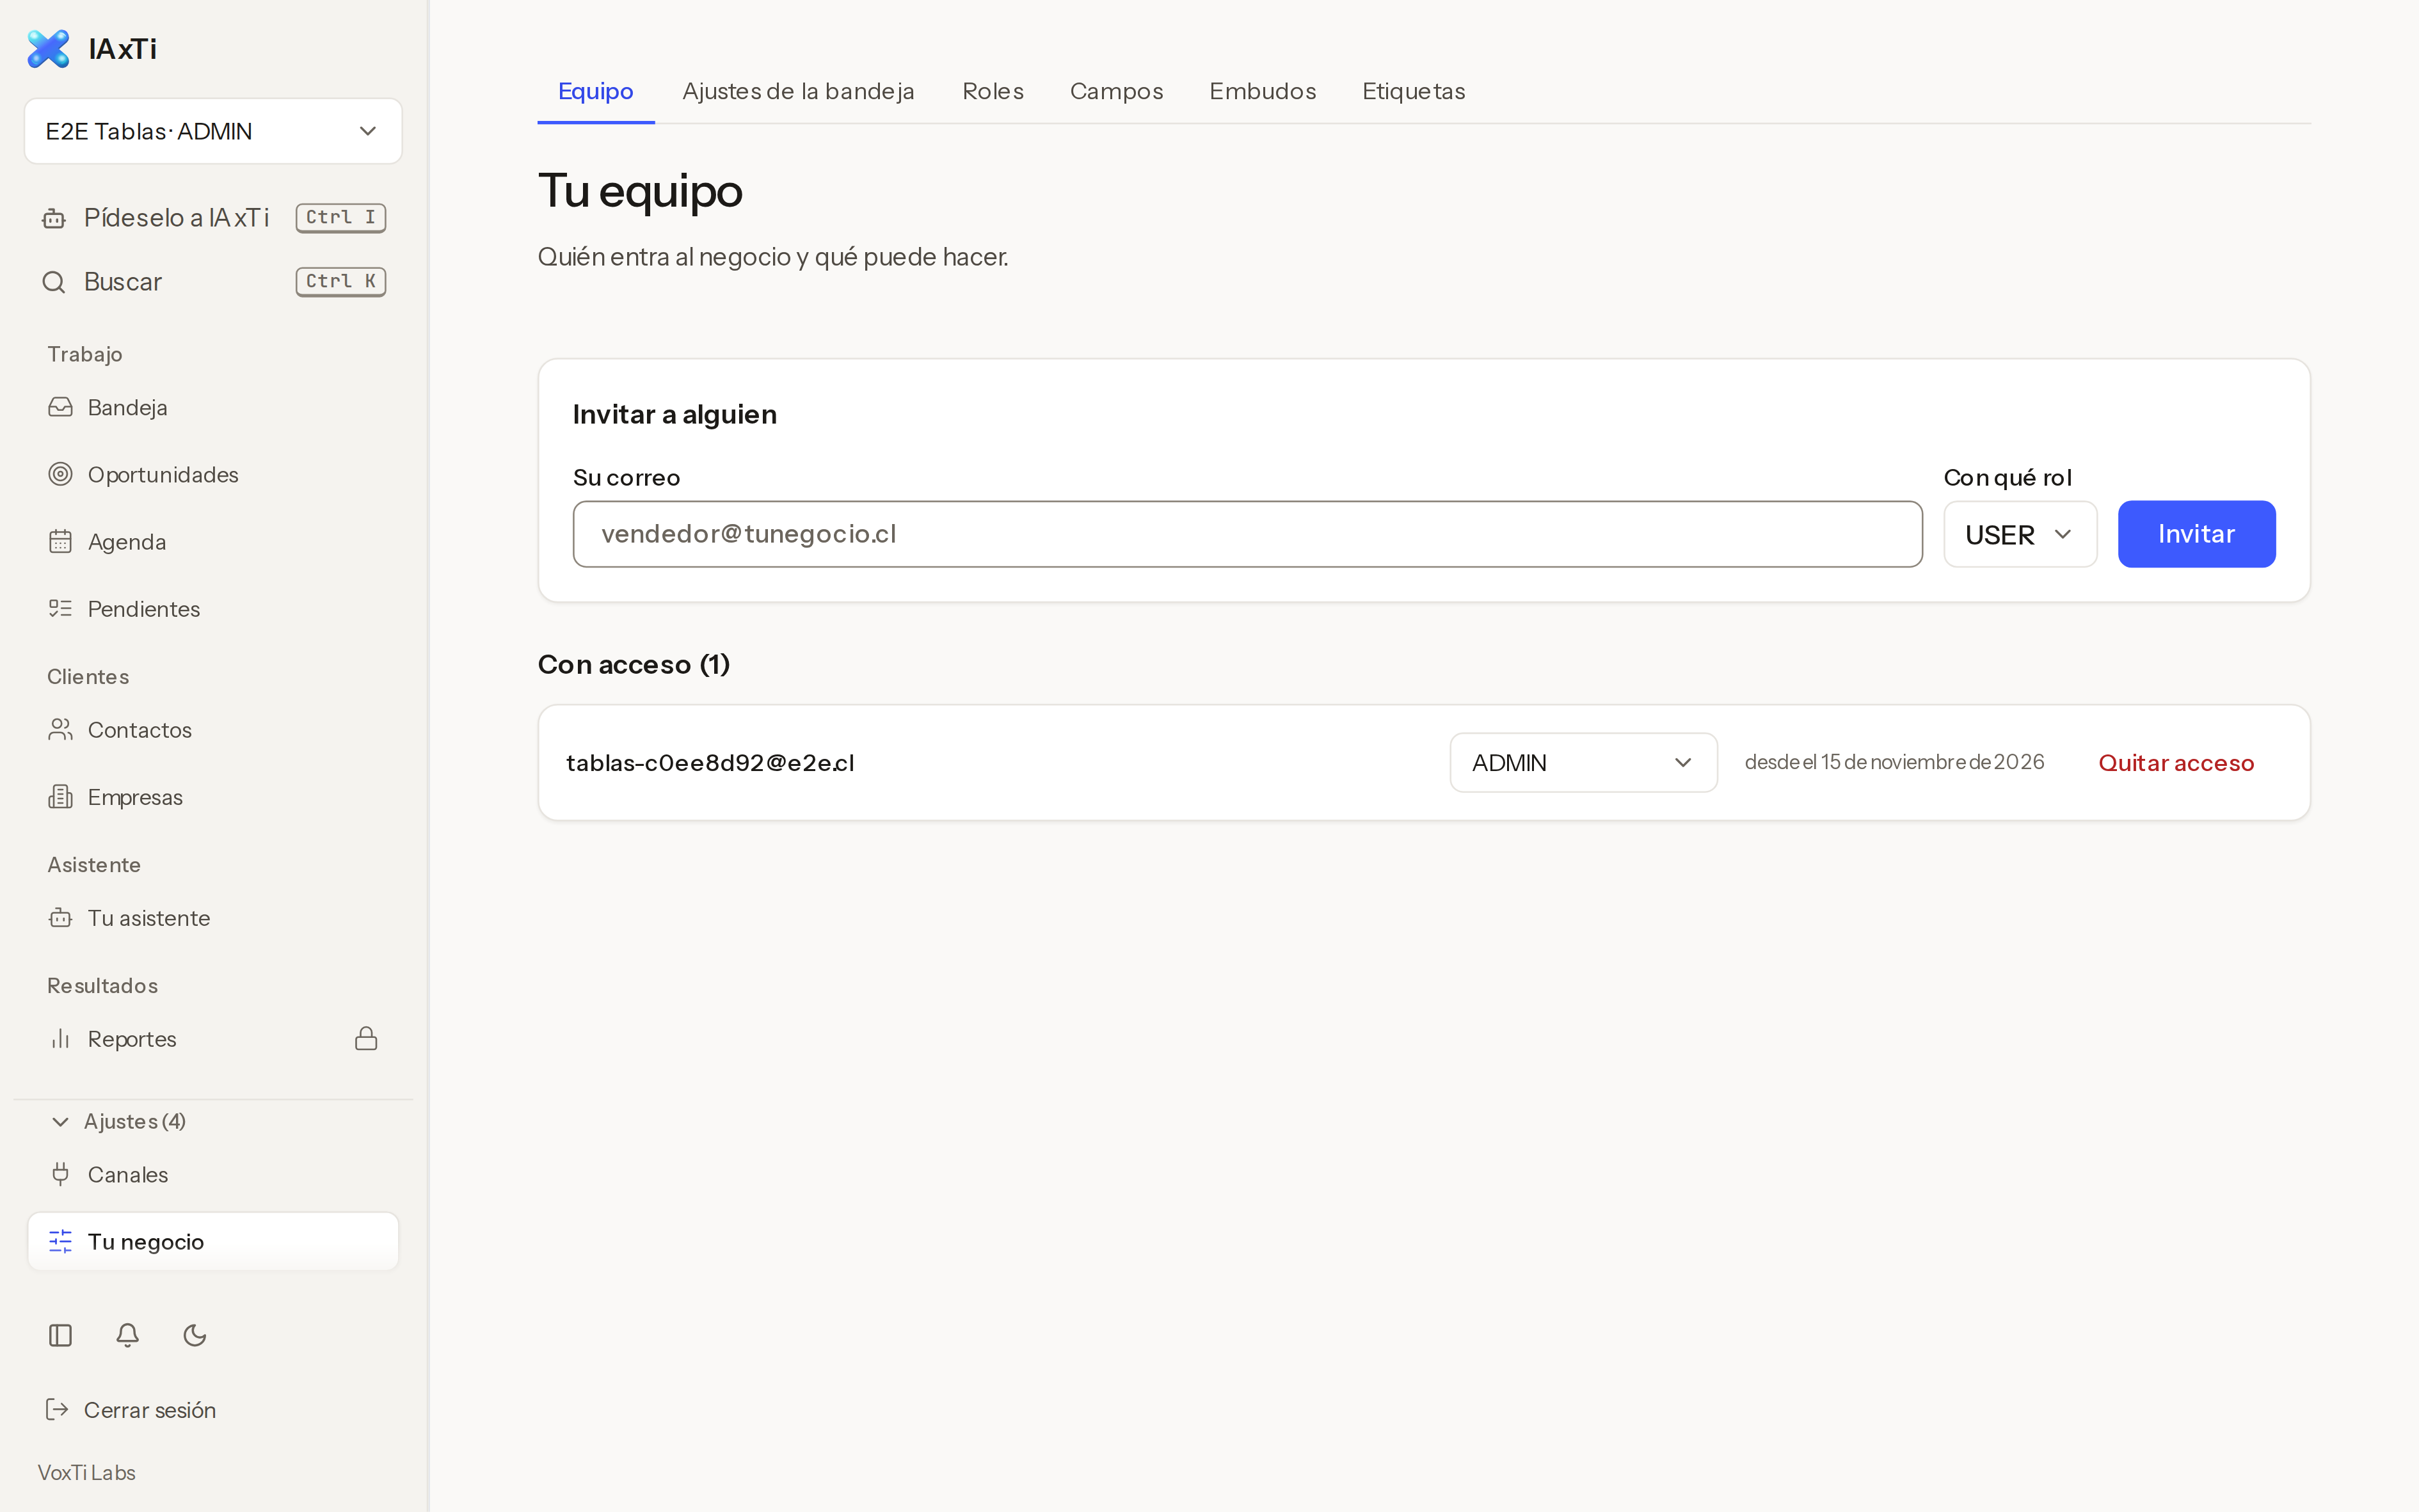 IAxTi
E2E Tablas · ADMIN
Pídeselo a IAxTi Ctrl I
Buscar Ctrl K
Trabajo
Bandeja
Oportunidades
Agenda
Pendientes
Clientes
Contactos
Empresas
Asistente
Tu asistente
Resultados
Reportes
Ajustes (4)
Canales
Tu negocio
Cerrar sesión
VoxTi Labs
Equipo Ajustes de la bandeja Roles Campos Embudos Etiquetas
Tu equipo
Quién entra al negocio y qué puede hacer.
Invitar a alguien
Su correo Con qué rol
vendedor@tunegocio.cl USER Invitar
Con acceso (1)
tablas-c0ee8d92@e2e.cl ADMIN desde el 15 de noviembre de 2026 Quitar acceso